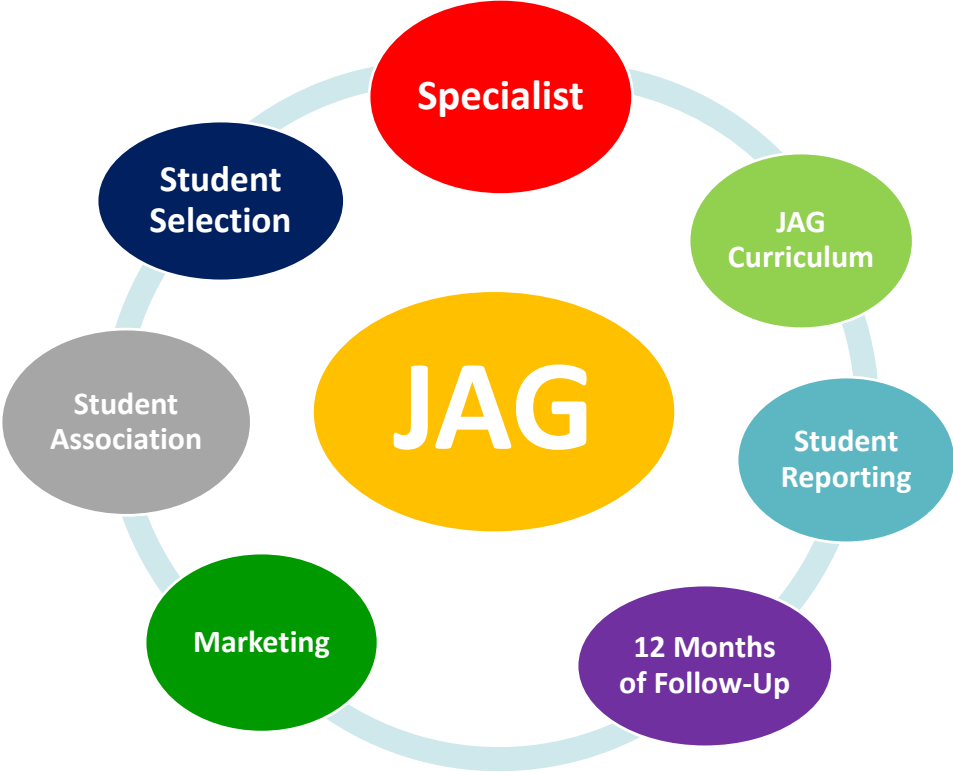 Specialist
Student
Selection
JAG
Curriculum
JAG
Student
Association
Student
Reporting
Marketing
12 Months
of Follow-Up